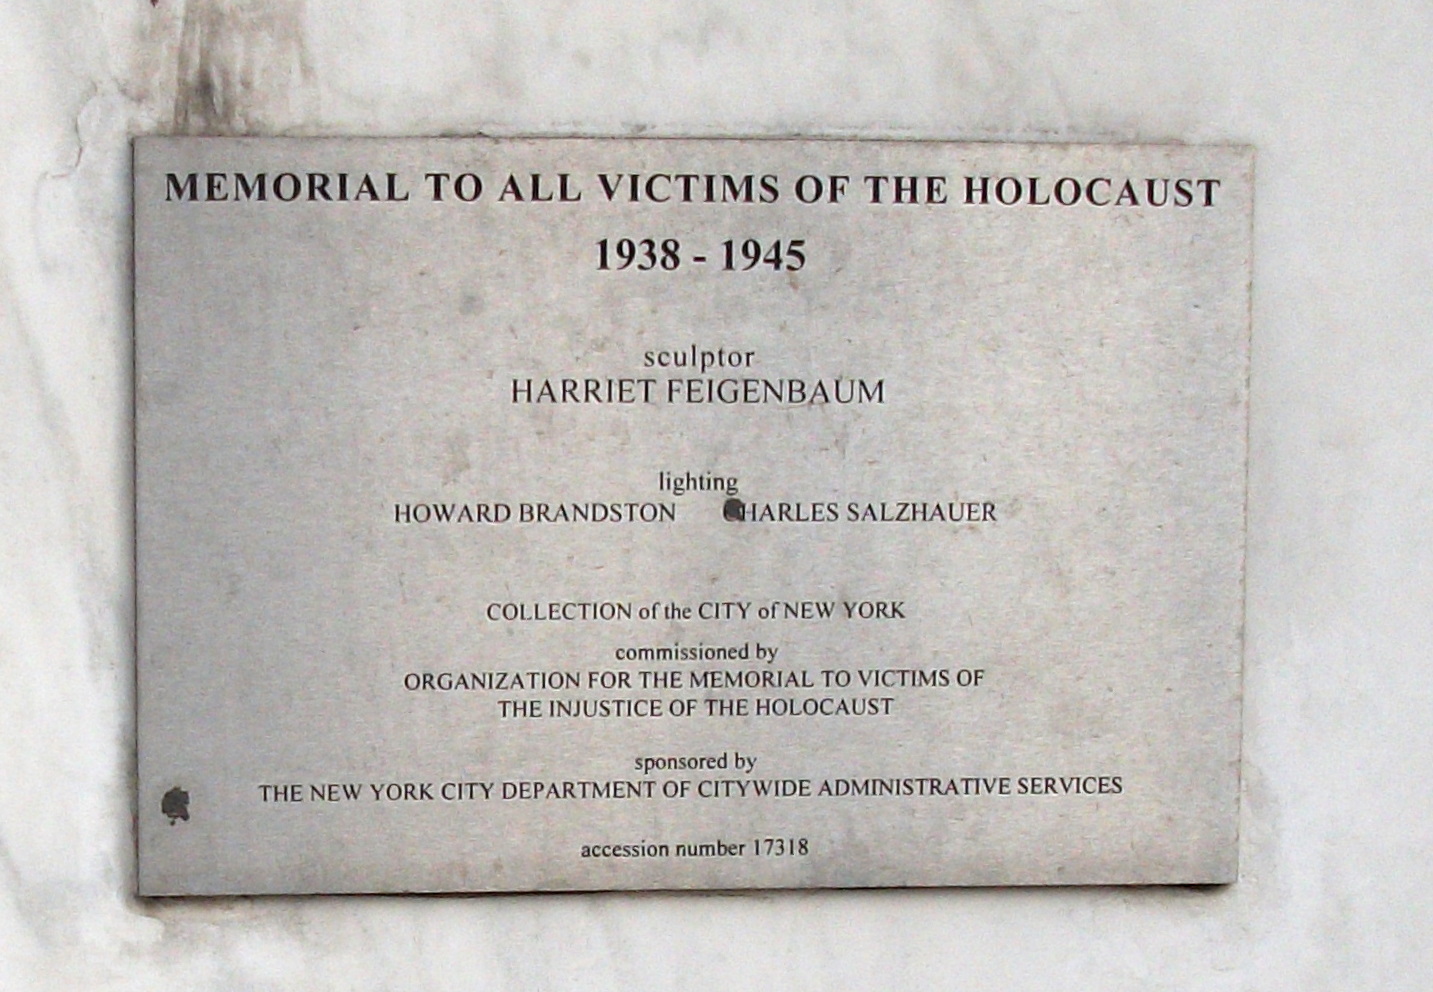 MEMORIAL TO ALL VICTIMS OF THE HOLOCAUST
1938 - 1945
sculptor
HARRIET FEIGENBAUM
lighting
HOWARD BRANDSTON CHARLES SALZHAUER
COLLECTION of the CITY of NEW YORK
commissioned by
ORGANIZATION FOR THE MEMORIAL TO VICTIMS OF
THE INJUSTICE OF THE HOLOCAUST
sponsored by
THE NEW YORK CITY DEPARTMENT OF CITYWIDE ADMINISTRATIVE SERVICES
accession number 17318